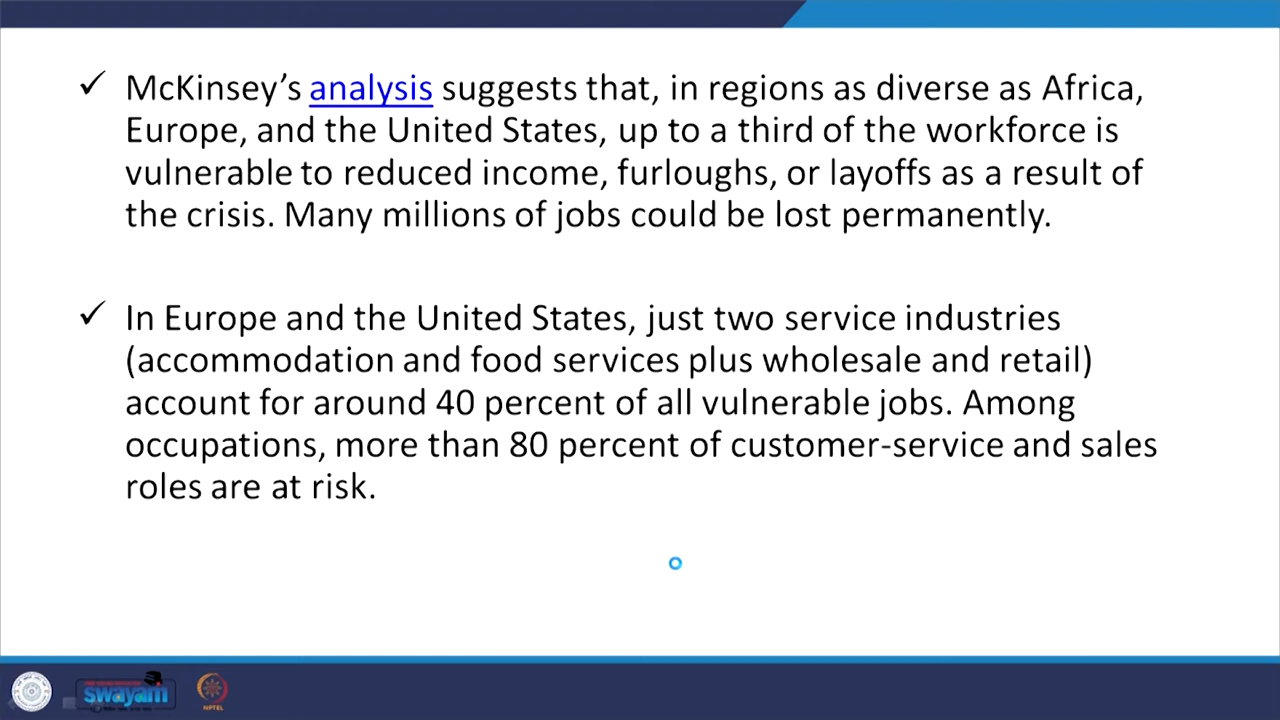 ✓ McKinsey’s analysis suggests that, in regions as diverse as Africa,
Europe, and the United States, up to a third of the workforce is
vulnerable to reduced income, furloughs, or layoffs as a result of
the crisis. Many millions of jobs could be lost permanently.
✓ In Europe and the United States, just two service industries
(accommodation and food services plus wholesale and retail)
account for around 40 percent of all vulnerable jobs. Among
occupations, more than 80 percent of customer-service and sales
roles are at risk.
swayam
NPTEL